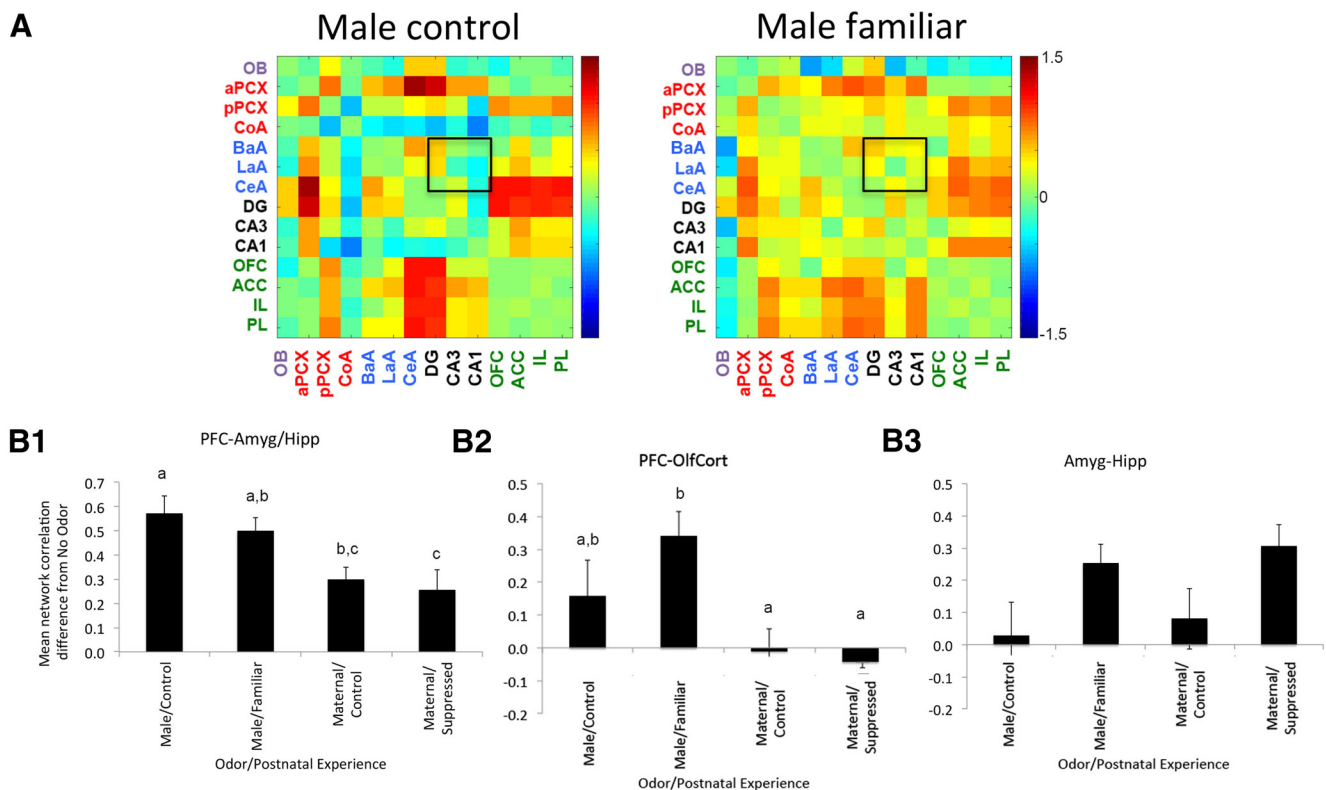 A
Male control
Male familiar
OB
aPCX
pPCX
CoA
BaA
LaA
CeA
DG
CA3
CA1
OFC
ACC
IL
PL
OB
aPCX
pPCX
CoA
BaA
LaA
CeA
DG
CA3
CA1
OFC
ACC
IL
PL
1.5
0
-1.5
OB aPCX pPCX CoA BaA LaA CeA DG CA3 CA1 OFC ACC IL PL
OB aPCX pPCX CoA BaA LaA CeA DG CA3 CA1 OFC ACC IL PL
B1
PFC-Amyg/Hipp
Mean network correlation
difference from No Odor
0.7
0.6
0.5
0.4
0.3
0.2
0.1
0.0
a
a,b
b,c
c
Male/Control
Male/Familiar
Maternal/
Control
Maternal/
Suppressed
Odor/Postnatal Experience
B2
PFC-OlfCort
0.5
0.4
0.3
0.2
0.1
0.0
-0.1
-0.2
a,b
b
a
a
Male/Control
Male/Familiar
Maternal/
Control
Maternal/
Suppressed
Odor/Postnatal Experience
B3
Amyg-Hipp
0.5
0.4
0.3
0.2
0.1
0.0
-0.1
-0.2
Male/Control
Male/Familiar
Maternal/
Control
Maternal/
Suppressed
Odor/Postnatal Experience